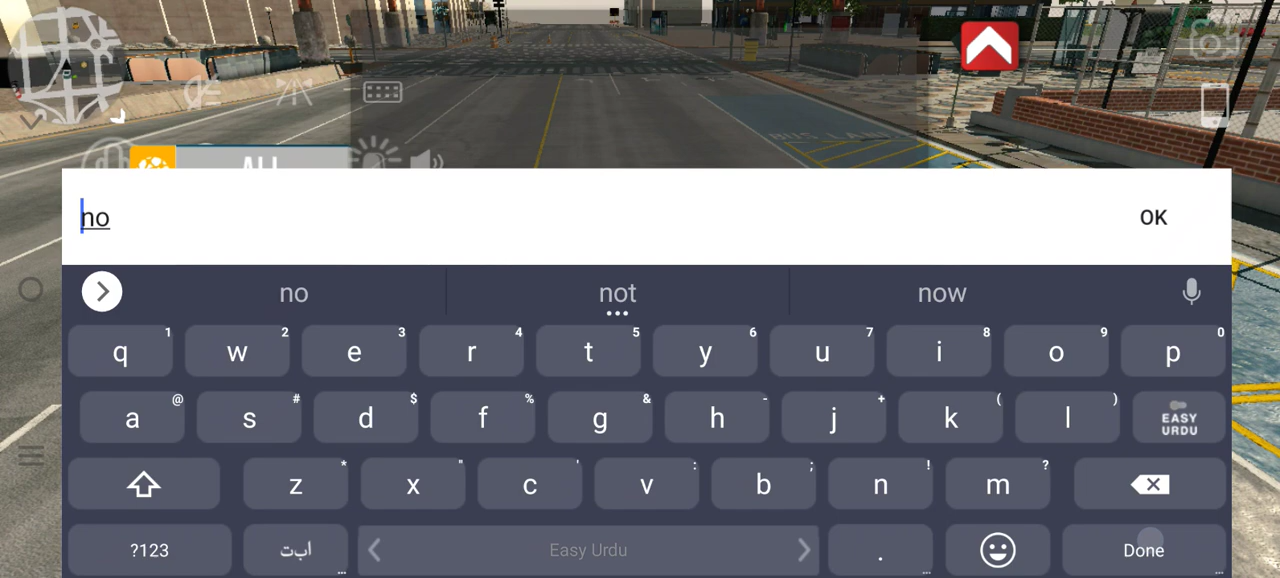 ALL
BUS LANE
no
OK
no not now
q 1 w 2 e 3 r 4 t 5 y 6 u 7 i 8 o 9 p 0
a @ s # d $ f % g & h - j + k ( l ) EASY URDU
z * x " c ' v : b ; n ! m ? X
?123 ابت Easy Urdu . Done